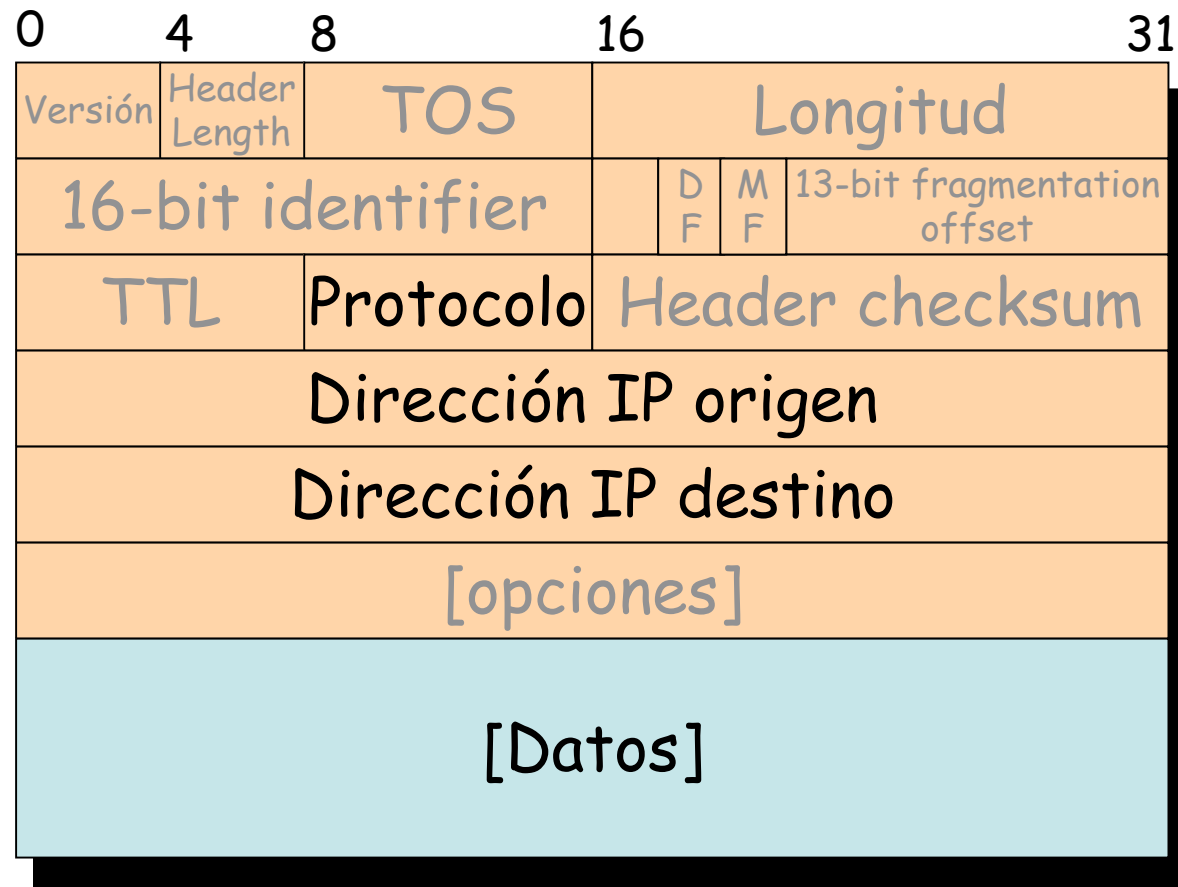 0 4 8 16 31
Versión Header Length TOS Longitud
16-bit identifier D F M F 13-bit fragmentation offset
TTL Protocolo Header checksum
Dirección IP origen
Dirección IP destino
[opciones]
[Datos]